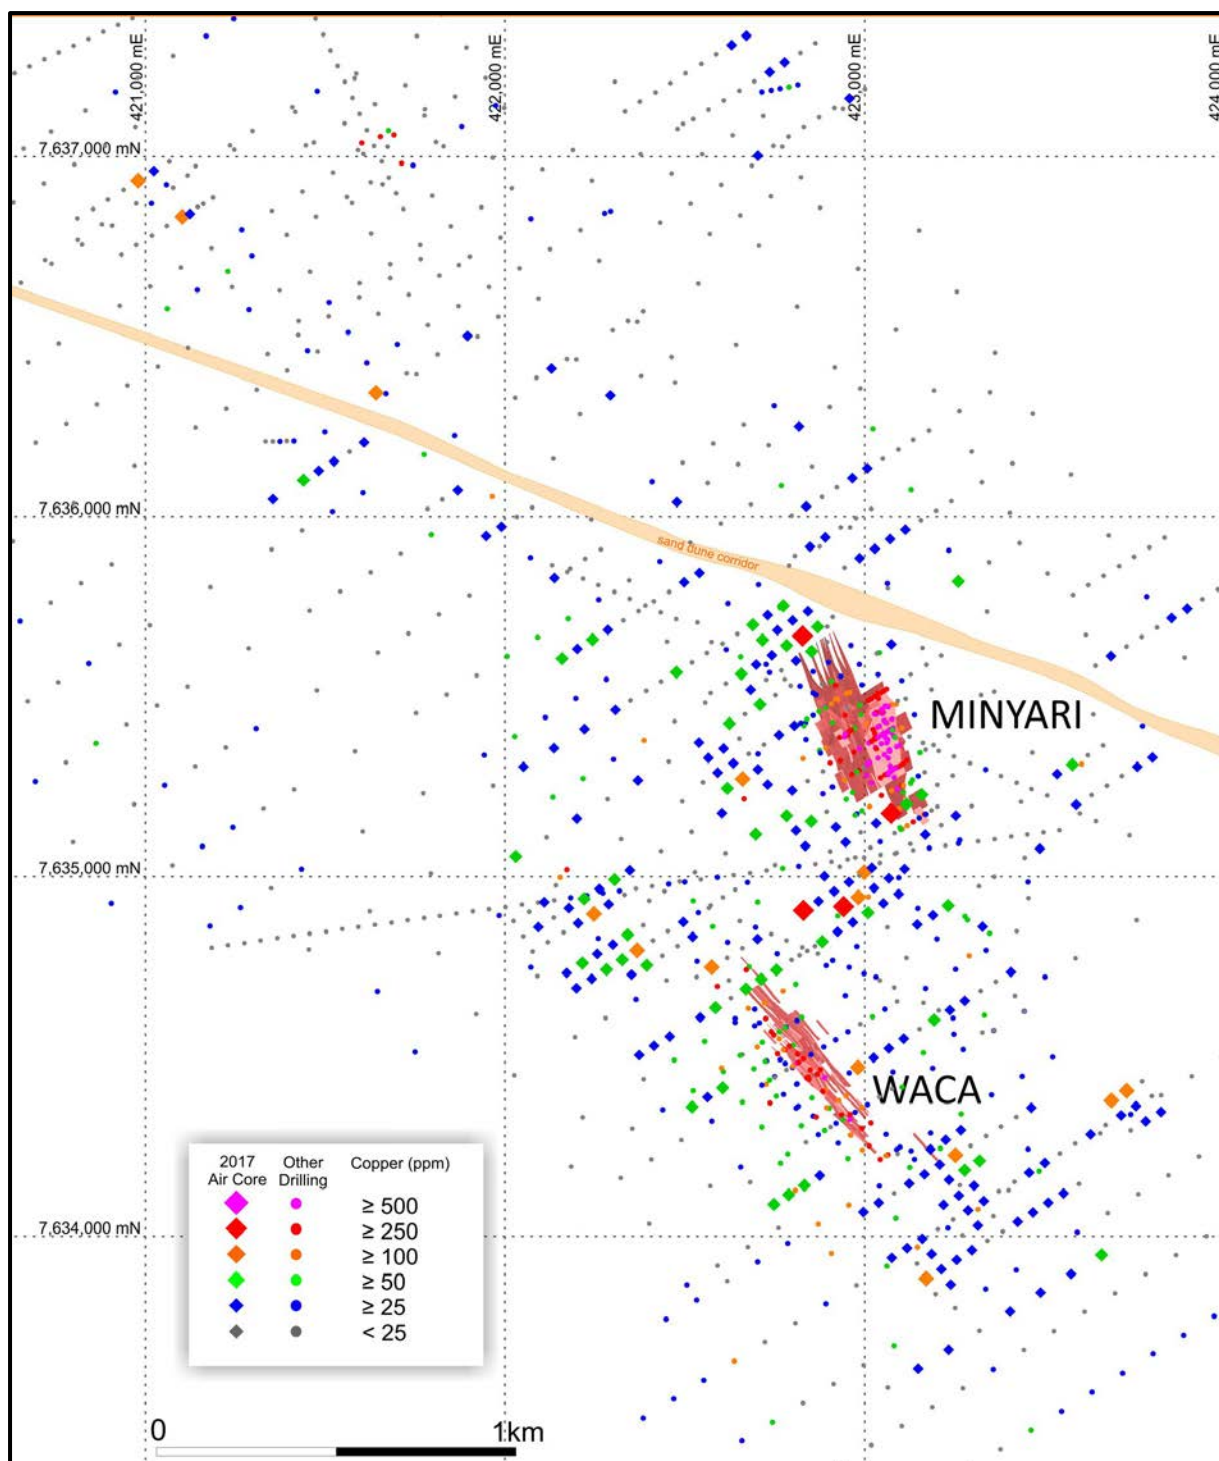 421,000 mE
422,000 mE
423,000 mE
424,000 mE
7,637,000 mN
7,636,000 mN
sand dune corridor
MINYARI
7,635,000 mN
WACA
2017 Air Core
Other Drilling
Copper (ppm)
≥ 500
≥ 250
≥ 100
≥ 50
≥ 25
< 25
7,634,000 mN
0
1km